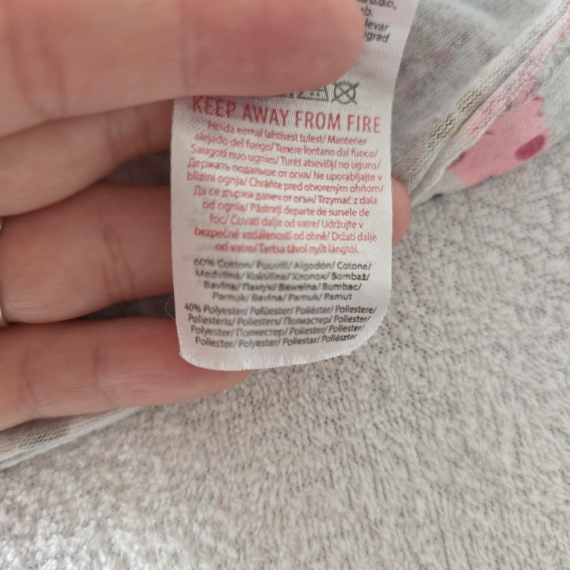 b.
levar
grad
KEEP AWAY FROM FIRE
Hoida eemal lahtisest tulest/ Mantener
alejado del fuego/ Tenere lontano dal fuoco/
Saugoti nuo ugnies/ Turēt atsevišķi no uguns/
Держать подальше от огня/ Ne uporabljajte v
bližini ognja/ Chraňte pred otvoreným ohňom/
Да се държи далеч от огън/ Trzymać z dala
od ognia/ Păstrați departe de sursele de
foc/ Čuvati dalje od vatre/ Udržujte v
bezpečné vzdálenosti od ohně/ Držati dalje
od vatre/ Tartsa távol nyílt lángtól.
60% Cotton/ Puuvill/ Algodón/ Cotone/
Medvilnė/ Kokvilna/ Хлопок/ Bombaž/
Bavlna/ Памук/ Bawełna/ Bumbac/
Pamuk/ Bavlna/ Pamuk/ Pamut
40% Polyester/ Polüester/ Poliéster/ Poliestere/
Poliesteris/ Poliesters/ Полиэстер/ Poliester/
Polyester/ Полиестер/ Poliester/ Poliester/
Poliester/ Polyester/ Poliestar/ Poliészter